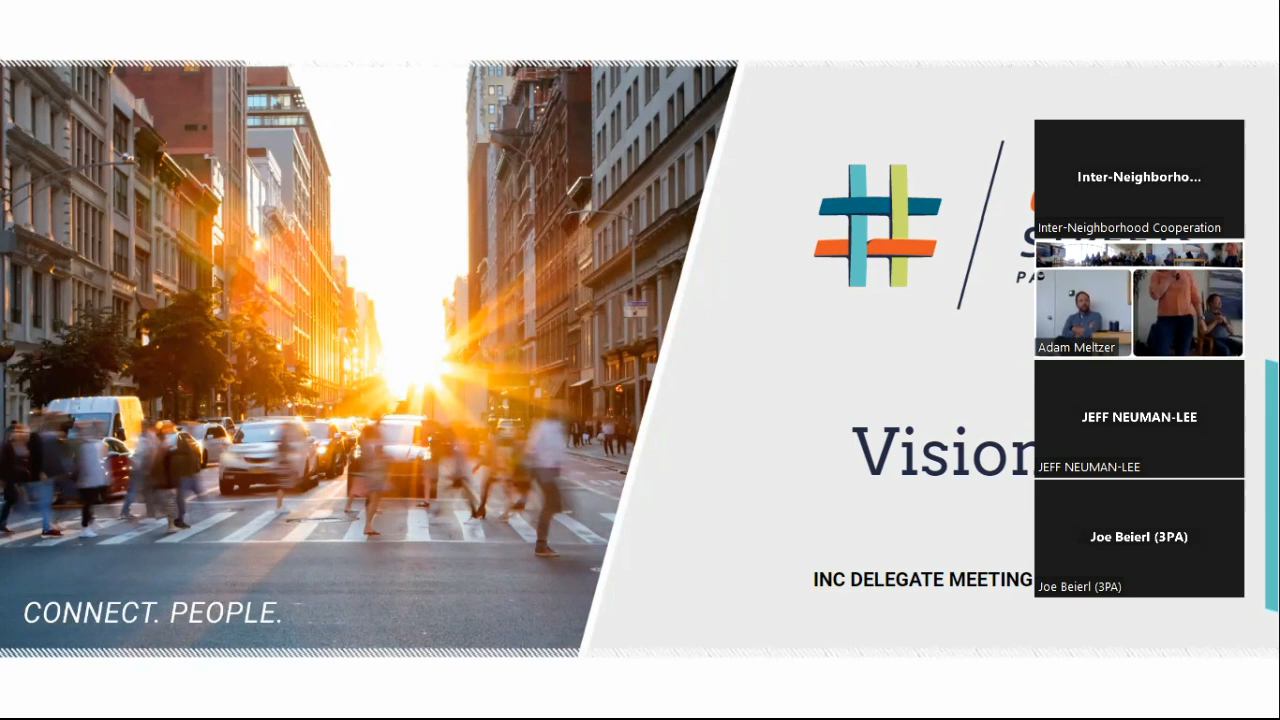 Inter-Neighborho...
Inter-Neighborhood Cooperation
Adam Meltzer
JEFF NEUMAN-LEE
JEFF NEUMAN-LEE
Joe Beierl (3PA)
Joe Beierl (3PA)
Vision
INC DELEGATE MEETING
CONNECT. PEOPLE.